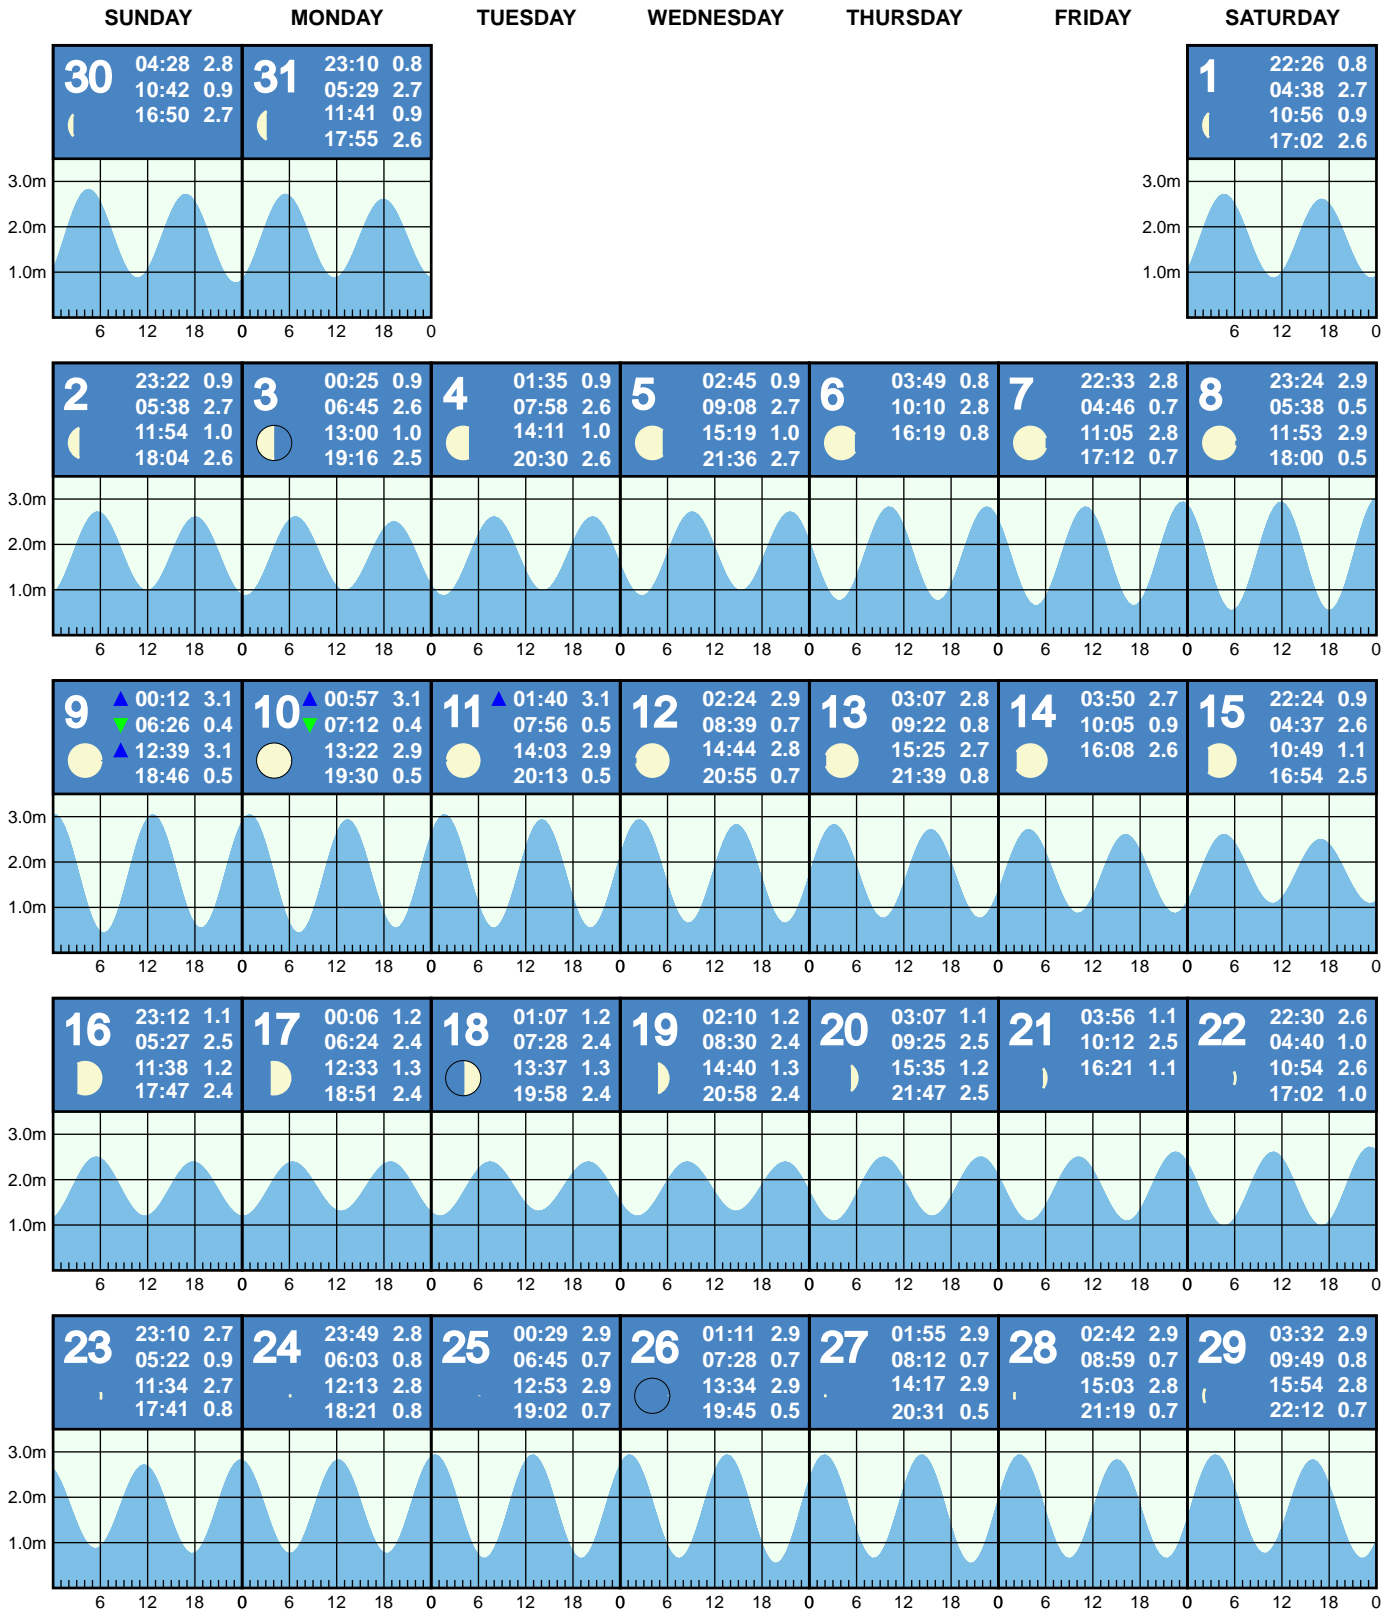 SUNDAY MONDAY TUESDAY WEDNESDAY THURSDAY FRIDAY SATURDAY
30 04:28 2.8 31 23:10 0.8 1 22:26 0.8
10:42 0.9 05:29 2.7 04:38 2.7
16:50 2.7 11:41 0.9 10:56 0.9
17:55 2.6 17:02 2.6
3.0m 3.0m
2.0m 2.0m
1.0m 1.0m
6 12 18 0 0 6 12 18 0 6 12 18 0
2 23:22 0.9 3 00:25 0.9 4 01:35 0.9 5 02:45 0.9 6 03:49 0.8 7 22:33 2.8 8 23:24 2.9
05:38 2.7 06:45 2.6 07:58 2.6 09:08 2.7 10:10 2.8 04:46 0.7 05:38 0.5
11:54 1.0 13:00 1.0 14:11 1.0 15:19 1.0 16:19 0.8 11:05 2.8 11:53 2.9
18:04 2.6 19:16 2.5 20:30 2.6 21:36 2.7 17:12 0.7 18:00 0.5
3.0m
2.0m
1.0m
6 12 18 0 0 6 12 18 0 0 6 12 18 0 0 6 12 18 0 0 6 12 18 0 0 6 12 18 0 0 6 12 18 0
9 00:12 3.1 10 00:57 3.1 11 01:40 3.1 12 02:24 2.9 13 03:07 2.8 14 03:50 2.7 15 22:24 0.9
06:26 0.4 07:12 0.4 07:56 0.5 08:39 0.7 09:22 0.8 10:05 0.9 04:37 2.6
12:39 3.1 13:22 2.9 14:03 2.9 14:44 2.8 15:25 2.7 16:08 2.6 10:49 1.1
18:46 0.5 19:30 0.5 20:13 0.5 20:55 0.7 21:39 0.8 16:54 2.5
3.0m
2.0m
1.0m
6 12 18 0 0 6 12 18 0 0 6 12 18 0 0 6 12 18 0 0 6 12 18 0 0 6 12 18 0 0 6 12 18 0
16 23:12 1.1 17 00:06 1.2 18 01:07 1.2 19 02:10 1.2 20 03:07 1.1 21 03:56 1.1 22 22:30 2.6
05:27 2.5 06:24 2.4 07:28 2.4 08:30 2.4 09:25 2.5 10:12 2.5 04:40 1.0
11:38 1.2 12:33 1.3 13:37 1.3 14:40 1.3 15:35 1.2 16:21 1.1 10:54 2.6
17:47 2.4 18:51 2.4 19:58 2.4 20:58 2.4 21:47 2.5 17:02 1.0
3.0m
2.0m
1.0m
6 12 18 0 0 6 12 18 0 0 6 12 18 0 0 6 12 18 0 0 6 12 18 0 0 6 12 18 0 0 6 12 18 0
23 23:10 2.7 24 23:49 2.8 25 00:29 2.9 26 01:11 2.9 27 01:55 2.9 28 02:42 2.9 29 03:32 2.9
05:22 0.9 06:03 0.8 06:45 0.7 07:28 0.7 08:12 0.7 08:59 0.7 09:49 0.8
11:34 2.7 12:13 2.8 12:53 2.9 13:34 2.9 14:17 2.9 15:03 2.8 15:54 2.8
17:41 0.8 18:21 0.8 19:02 0.7 19:45 0.5 20:31 0.5 21:19 0.7 22:12 0.7
3.0m
2.0m
1.0m
6 12 18 0 0 6 12 18 0 0 6 12 18 0 0 6 12 18 0 0 6 12 18 0 0 6 12 18 0 0 6 12 18 0